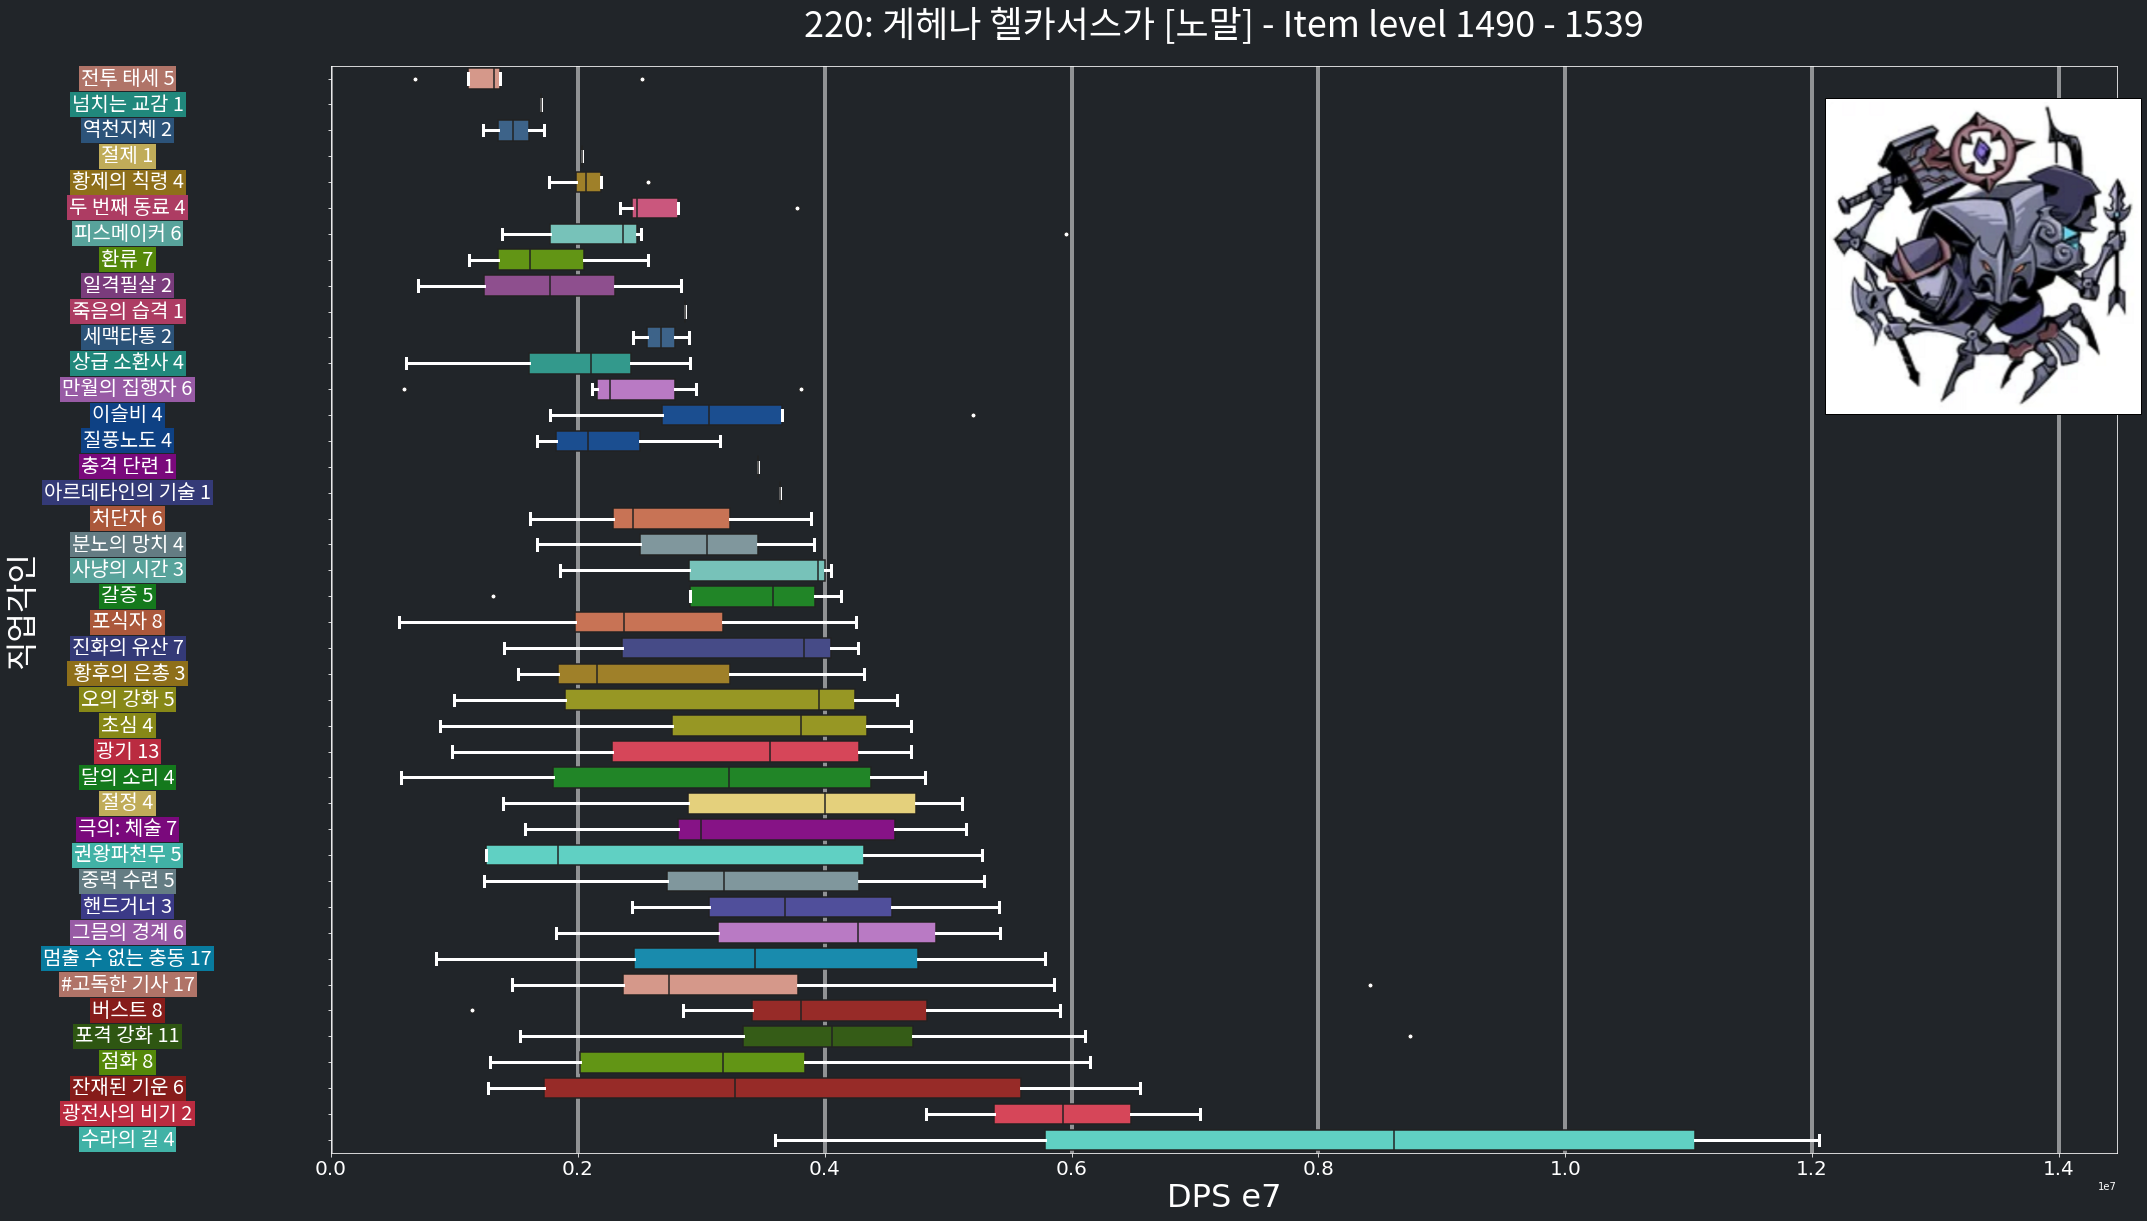 220: 게헤나 헬카서스가 [노말] - Item level 1490 - 1539
전투 태세 5
넘치는 교감 1
역천지체 2
절제 1
황제의 칙령 4
두 번째 동료 4
피스메이커 6
환류 7
일격필살 2
죽음의 습격 1
세맥타통 2
상급 소환사 4
만월의 집행자 6
이슬비 4
질풍노도 4
충격 단련 1
아르데타인의 기술 1
처단자 6
분노의 망치 4
사냥의 시간 3
갈증 5
포식자 8
진화의 유산 7
황후의 은총 3
오의 강화 5
초심 4
광기 13
달의 소리 4
절정 4
극의: 체술 7
권왕파천무 5
중력 수련 5
핸드거너 3
그믐의 경계 6
멈출 수 없는 충동 17
#고독한 기사 17
버스트 8
포격 강화 11
점화 8
잔재된 기운 6
광전사의 비기 2
수라의 길 4
직업각인
0.0 0.2 0.4 0.6 0.8 1.0 1.2 1.4
1e7
DPS e7